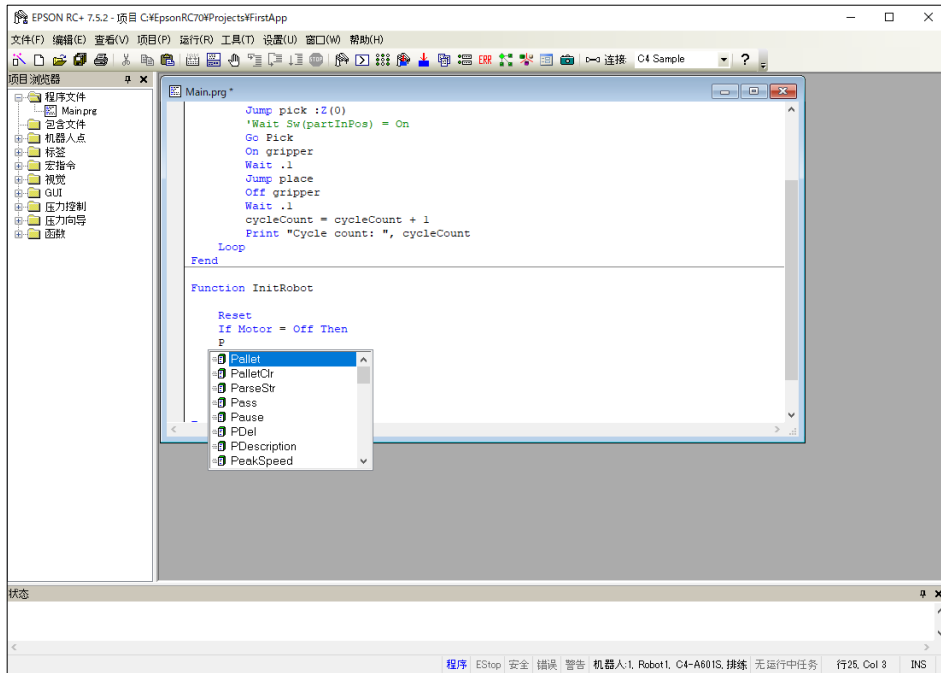 EPSON RC+ 7.5.2 - 项目 C:¥EpsonRC70¥Projects¥FirstApp
文件(F) 编辑(E) 查看(V) 项目(P) 运行(R) 工具(T) 设置(U) 窗口(W) 帮助(H)
ERR 连接: C4 Sample ?
项目浏览器
程序文件
Main.prg
包含文件
机器人点
标签
宏指令
视觉
GUI
压力控制
压力向导
函数
Main.prg *
Jump pick :Z(0)
'Wait Sw(partInPos) = On
Go Pick
On gripper
Wait .1
Jump place
Off gripper
Wait .1
cycleCount = cycleCount + 1
Print "Cycle count: ", cycleCount
Loop
Fend
Function InitRobot
Reset
If Motor = Off Then
P
Pallet
PalletClr
ParseStr
Pass
Pause
PDel
PDescription
PeakSpeed
状态
程序 EStop 安全 错误 警告 机器人:1, Robot1, C4-A601S, 排练 无运行中任务 行25, Col 3 INS